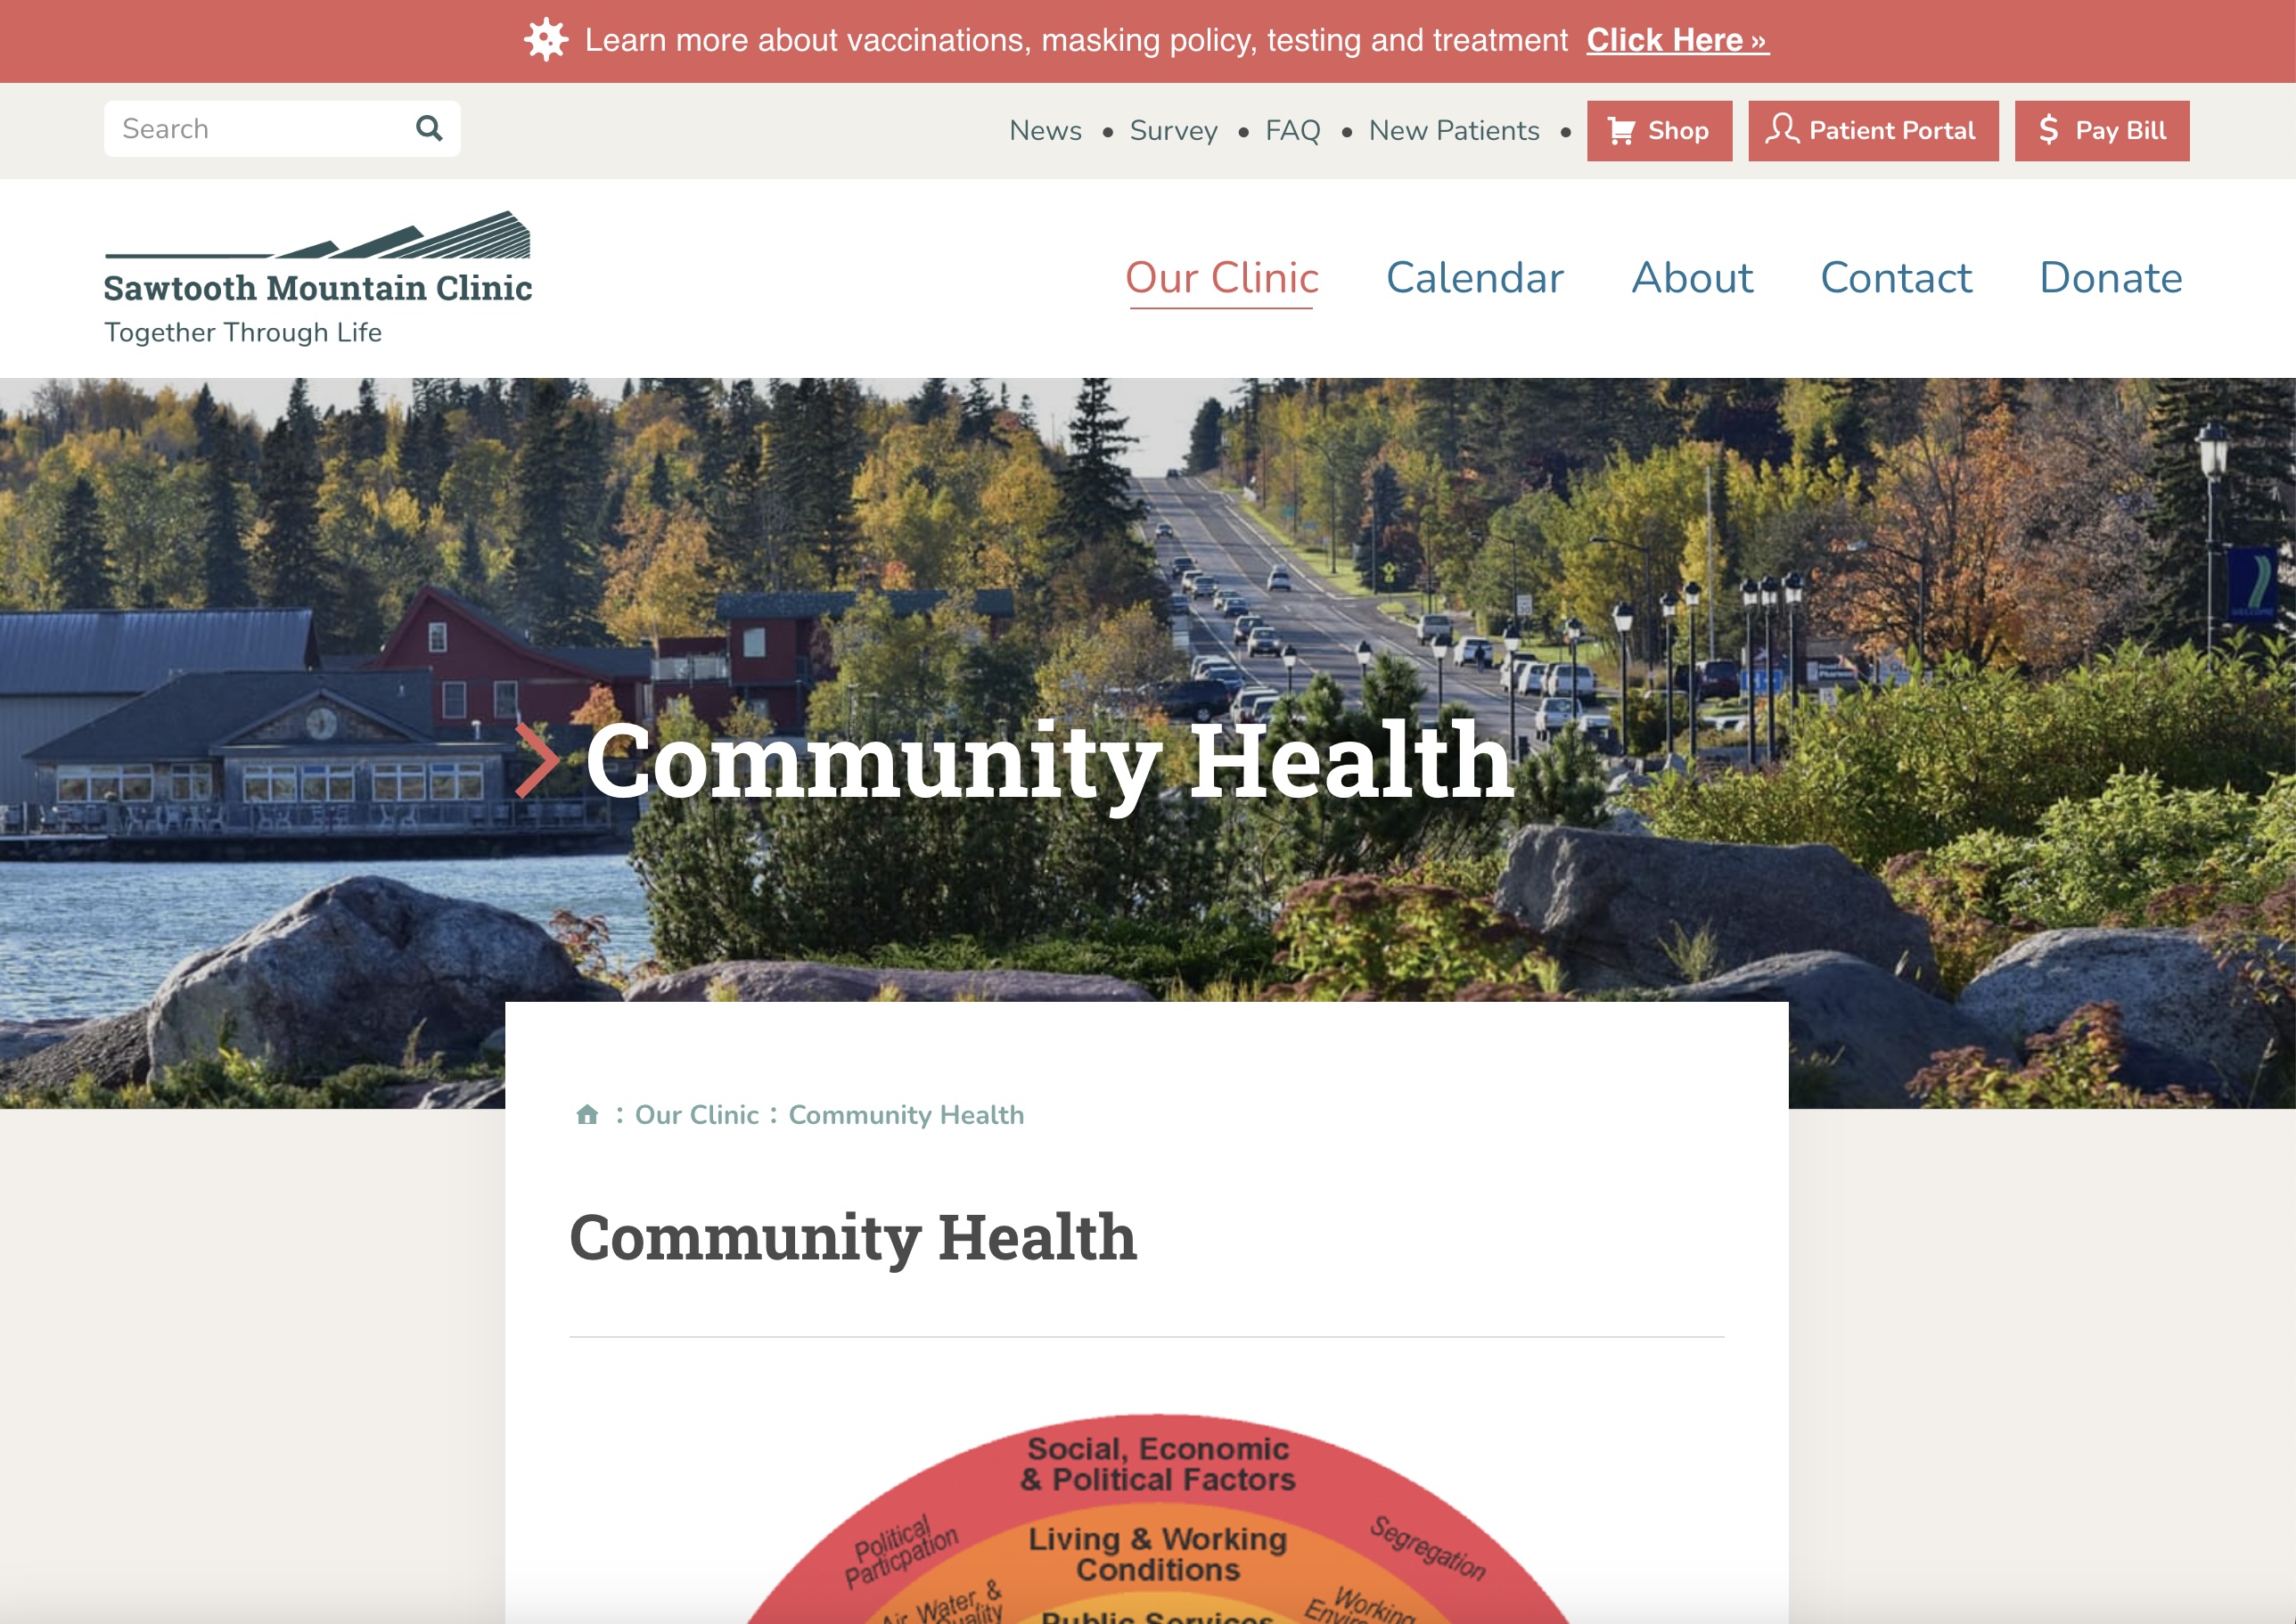 Learn more about vaccinations, masking policy, testing and treatment Click Here »
Search
News • Survey • FAQ • New Patients • Shop Patient Portal $ Pay Bill
Sawtooth Mountain Clinic
Together Through Life
Our Clinic Calendar About Contact Donate
WELCOME
Community Health
: Our Clinic : Community Health
Community Health
Social, Economic
& Political Factors
Political
Particpation
Segregation
Living & Working
Conditions
Air, Water, &
Working
Public Services